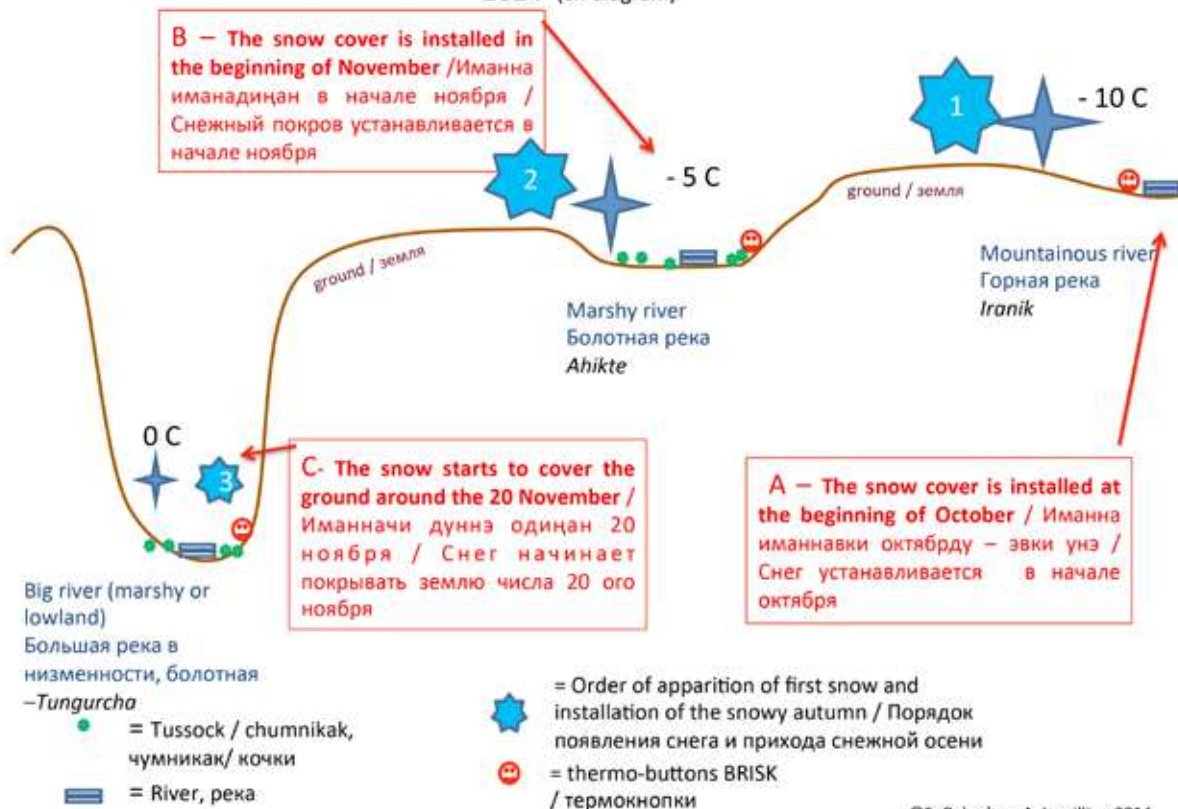 (on diagram)
B – The snow cover is installed in
the beginning of November /Иманна
иманадиӈан в начале ноября /
Снежный покров устанавливается в
начале ноября
1
- 10 C
2
- 5 C
ground / земля
ground / земля
Mountainous river
Горная река
Iranik
Marshy river
Болотная река
Ahikte
0 C
3
C- The snow starts to cover the
ground around the 20 November /
Иманначи дуннэ одиӈан 20
ноября / Снег начинает
покрывать землю числа 20 ого
ноября
A – The snow cover is installed at
the beginning of October / Иманна
иманнавки октябрду – эвки унэ /
Снег устанавливается в начале
октября
Big river (marshy or
lowland)
Большая река в
низменности, болотная
–Tungurcha
= Tussock / chumnikak,
чумникак/ кочки
= River, река
= Order of apparition of first snow and
installation of the snowy autumn / Порядок
появления снега и прихода снежной осени
= thermo-buttons BRISK
/ термокнопки